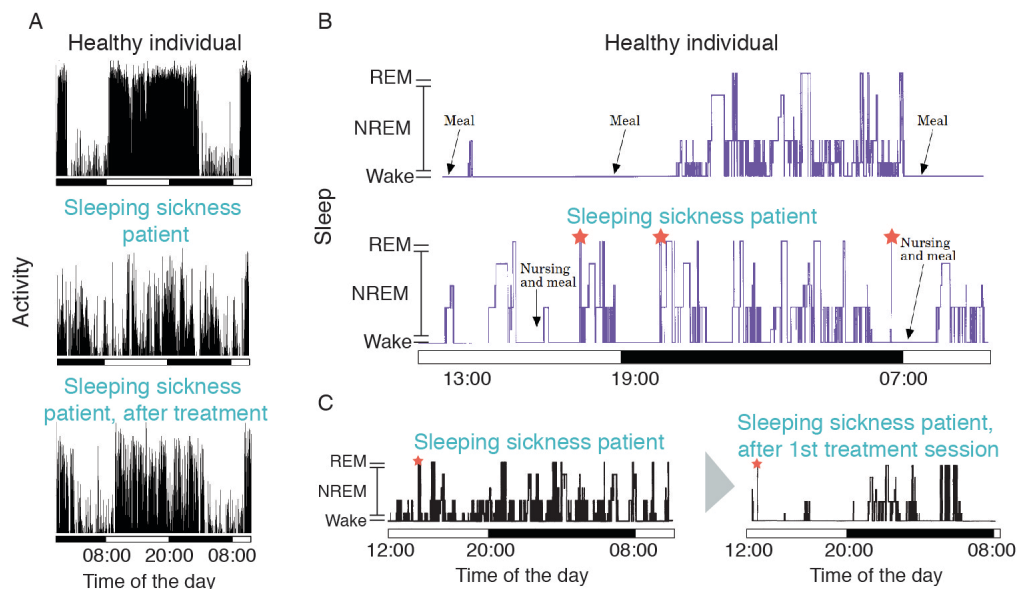 A
Healthy individual
Sleeping sickness
patient
Activity
Sleeping sickness
patient, after treatment
08:00 20:00 08:00
Time of the day
B
Healthy individual
REM
NREM
Wake
Meal
Meal
Meal
Sleep
Sleeping sickness patient
REM
NREM
Wake
Nursing
and meal
Nursing
and meal
13:00 19:00 07:00
C
Sleeping sickness patient
REM
NREM
Wake
12:00 20:00 08:00
Time of the day
Sleeping sickness patient,
after 1st treatment session
12:00 20:00 08:00
Time of the day